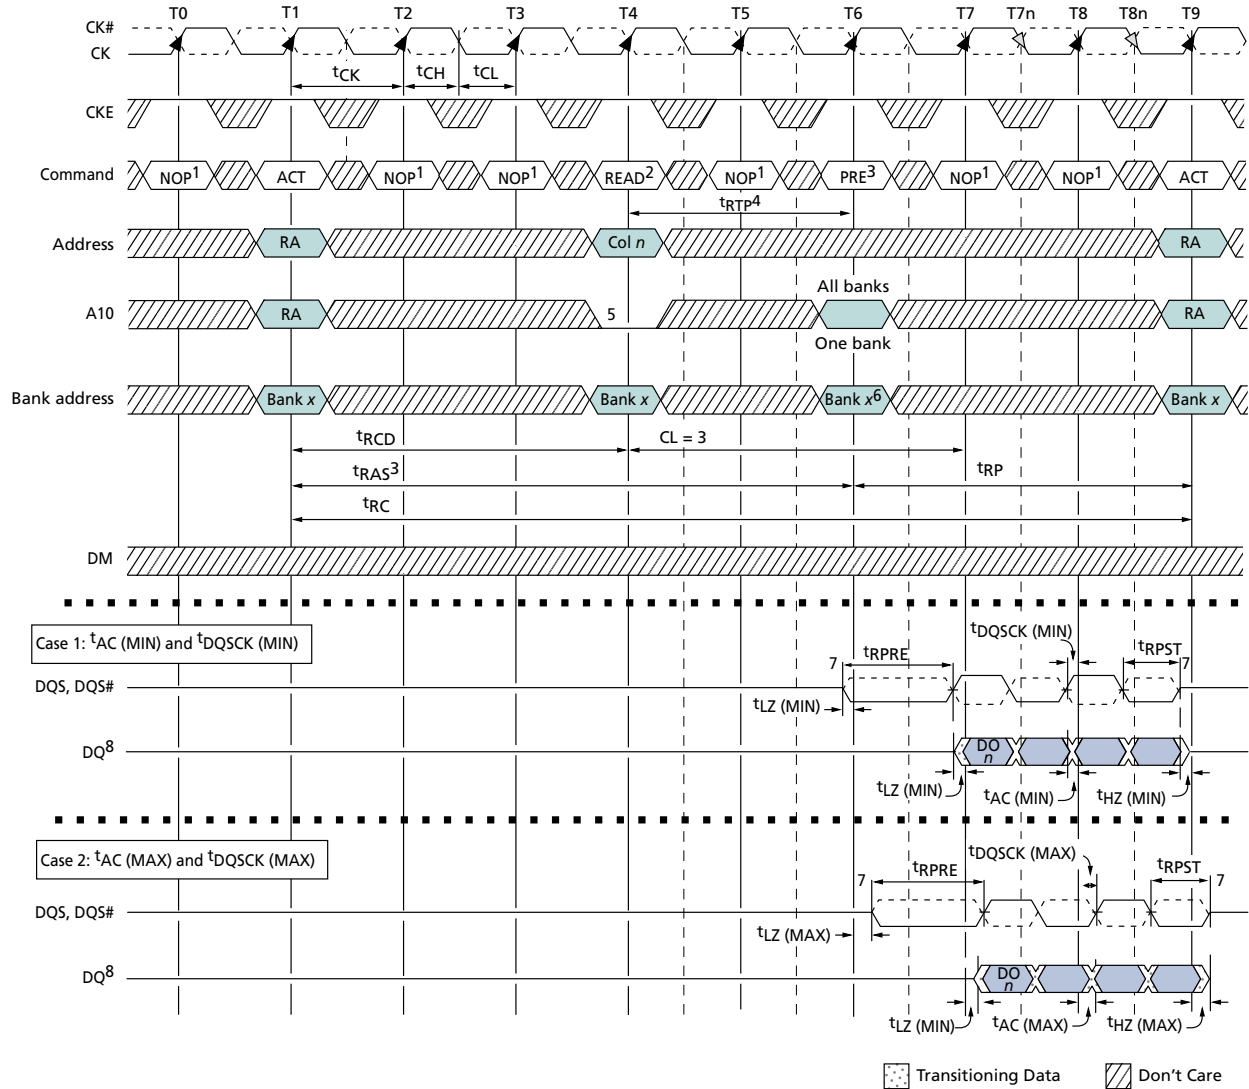 T0 T1 T2 T3 T4 T5 T6 T7 T7n T8 T8n T9
CK#
CK
tCK tCH tCL
CKE
Command NOP1 ACT NOP1 NOP1 READ2 NOP1 PRE3 NOP1 NOP1 ACT
tRTP4
Address RA Col n RA
All banks
A10 RA 5 RA
One bank
Bank address Bank x Bank x Bank x6 Bank x
tRCD CL = 3
tRAS3 tRP
tRC
DM
Case 1: tAC (MIN) and tDQSCK (MIN)
tDQSCK (MIN)
7 tRPRE tRPST 7
DQS, DQS#
tLZ (MIN)
DQ8 DO n
tLZ (MIN) tAC (MIN) tHZ (MIN)
Case 2: tAC (MAX) and tDQSCK (MAX)
tDQSCK (MAX)
7 tRPRE tRPST 7
DQS, DQS#
tLZ (MAX)
DQ8 DO n
tLZ (MIN) tAC (MAX) tHZ (MAX)
Transitioning Data Don't Care